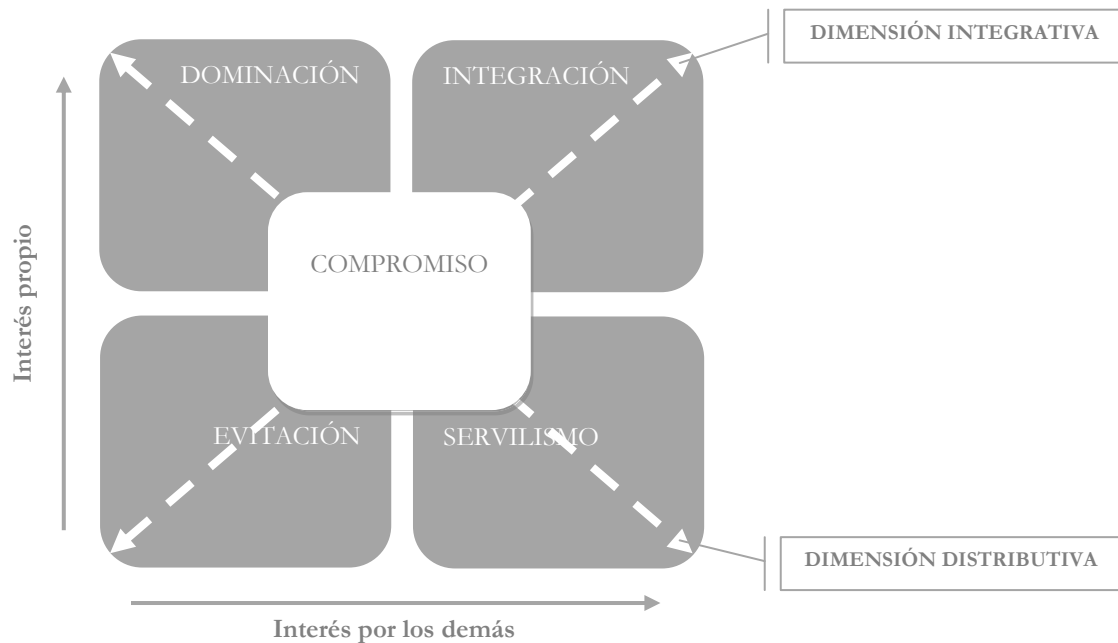 DIMENSIÓN INTEGRATIVA
DOMINACIÓN
INTEGRACIÓN
Interés propio
COMPROMISO
EVITACIÓN
SERVILISMO
DIMENSIÓN DISTRIBUTIVA
Interés por los demás